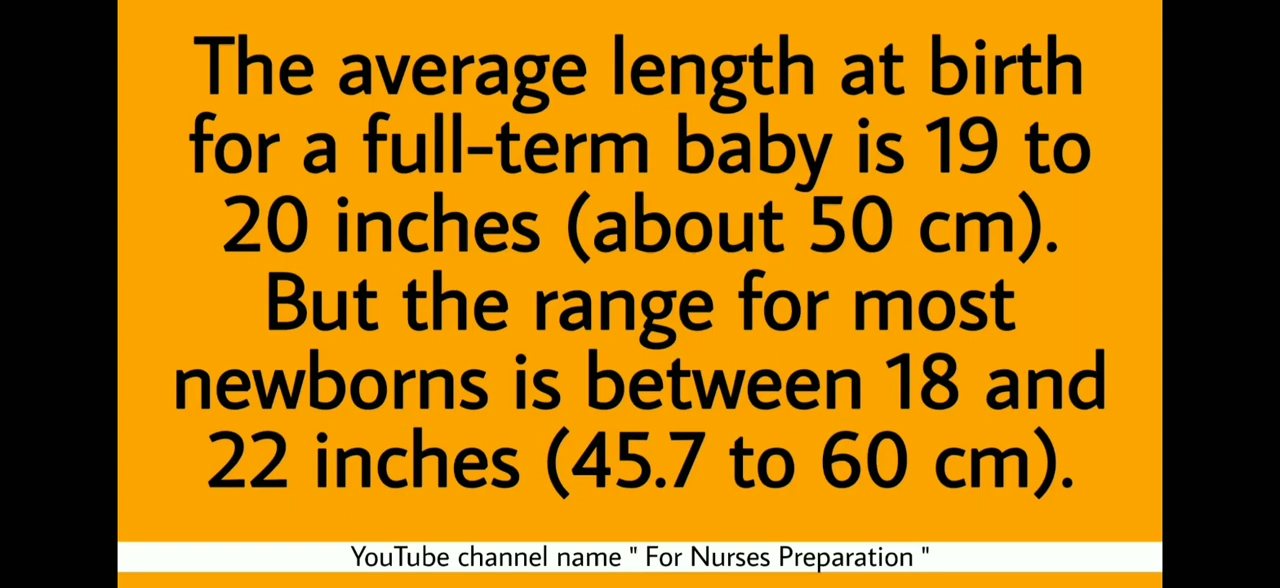 The average length at birth
for a full-term baby is 19 to
20 inches (about 50 cm).
But the range for most
newborns is between 18 and
22 inches (45.7 to 60 cm).
YouTube channel name " For Nurses Preparation "